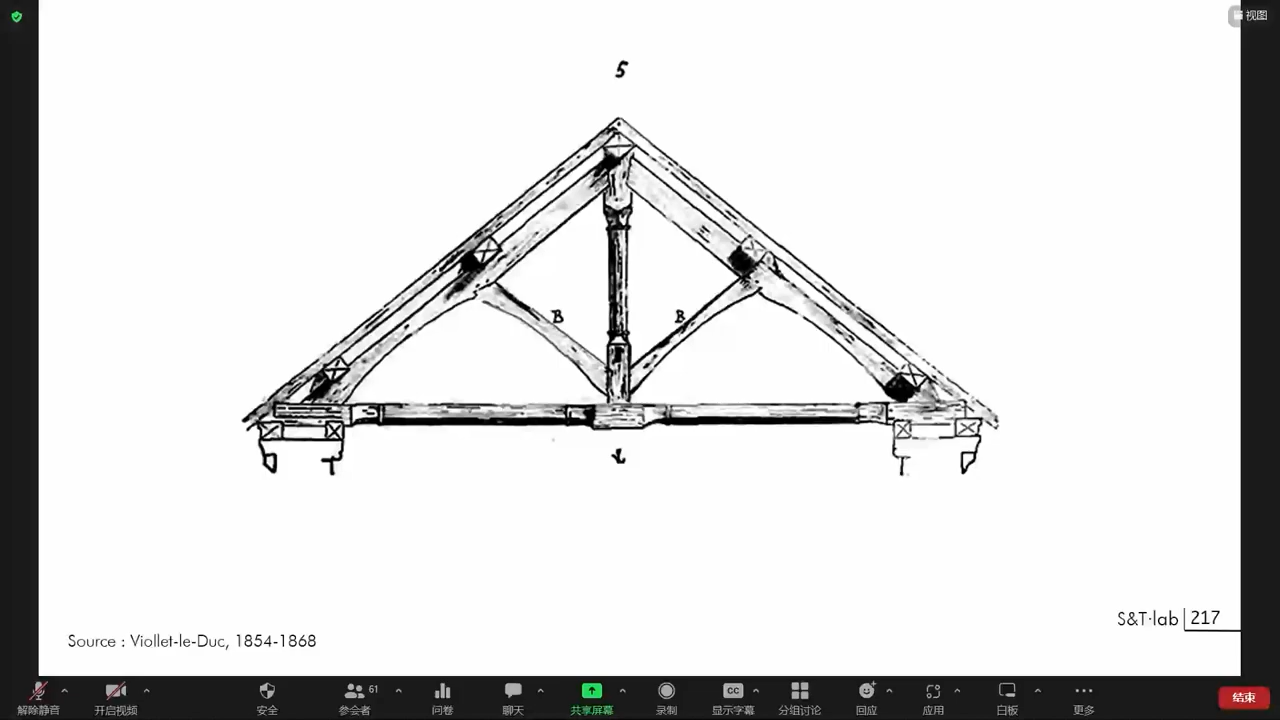 视图
5
B
B
S&T·lab 217
Source : Viollet-le-Duc, 1854-1868
61
CC
解除静音
开启视频
安全
参会者
问卷
聊天
共享屏幕
录制
显示字幕
分组讨论
回应
应用
白板
更多
结束